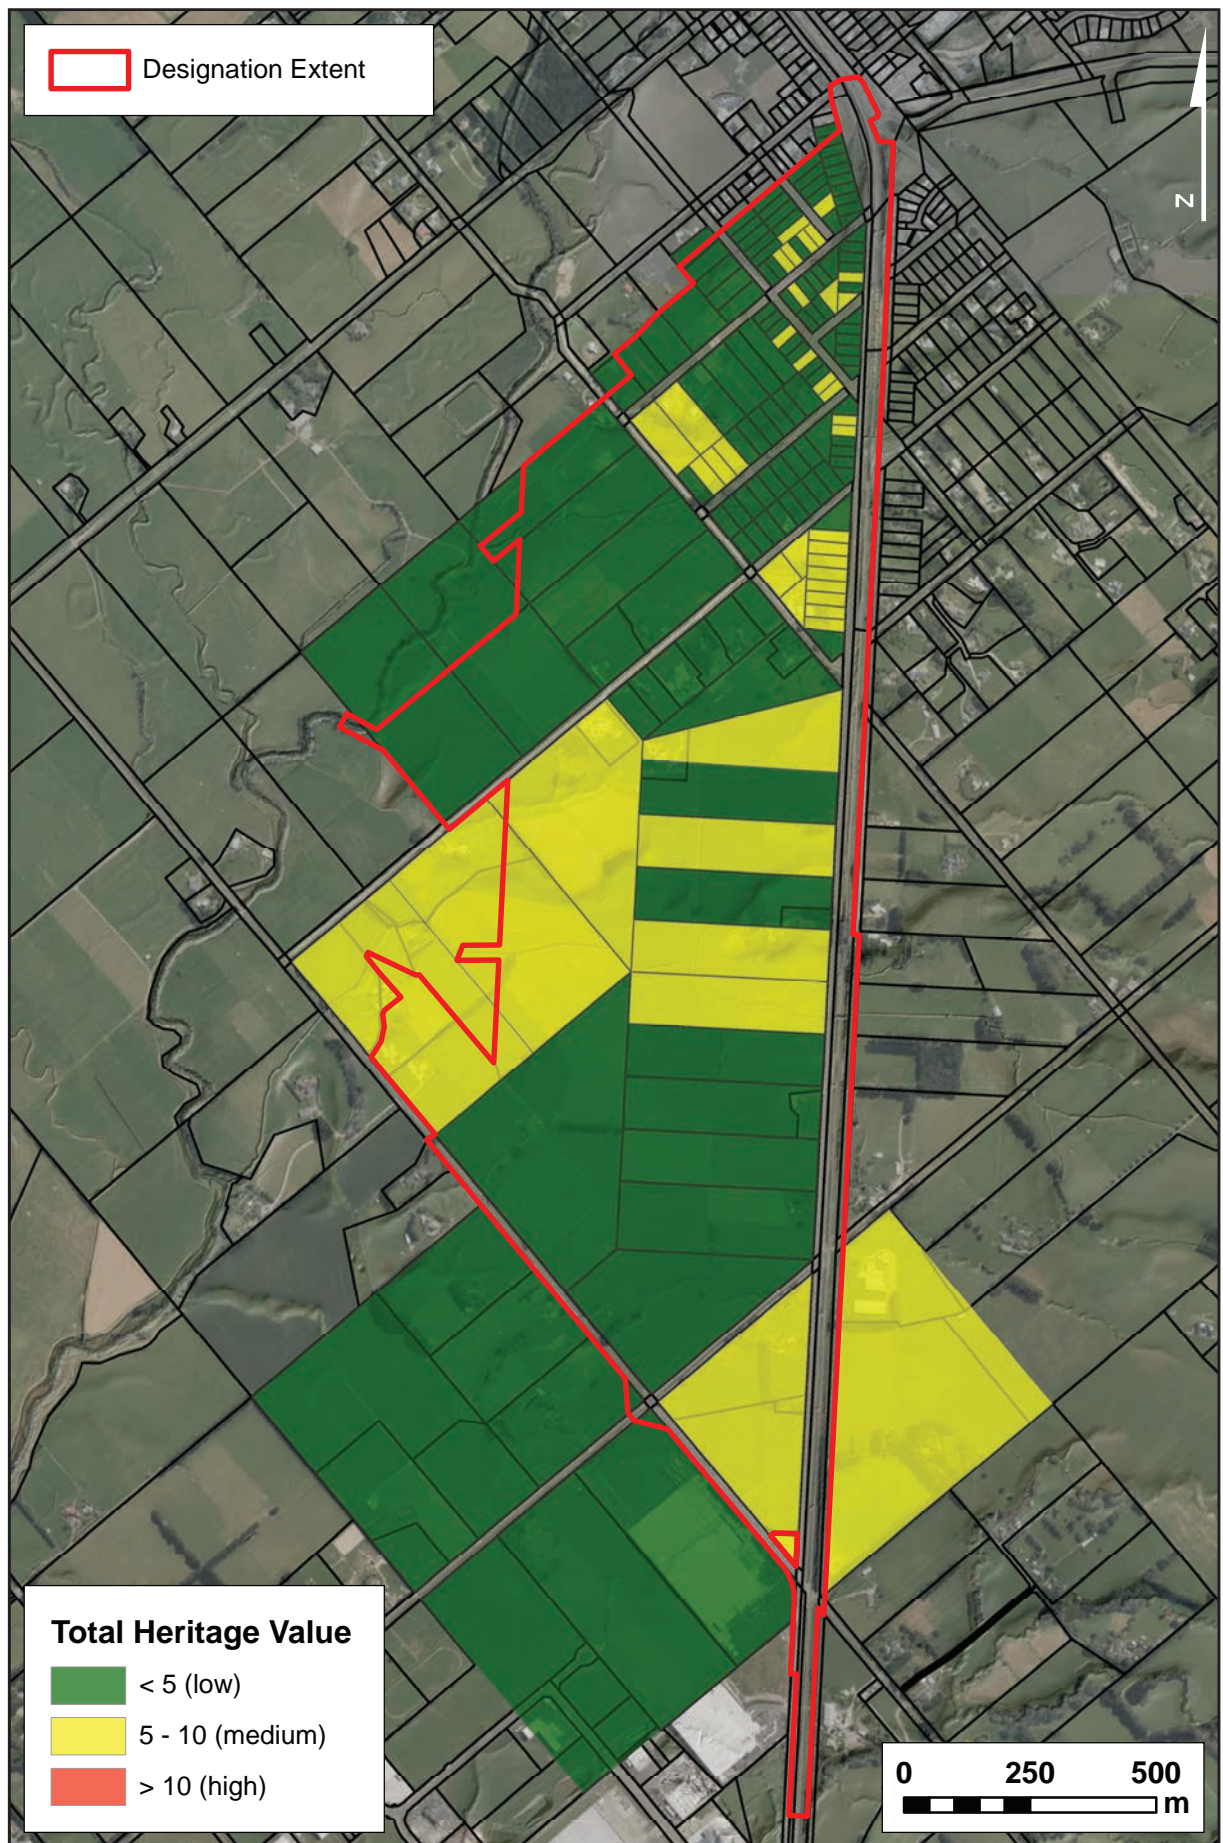 Designation Extent
N
Total Heritage Value
< 5 (low)
5 - 10 (medium)
> 10 (high)
0 250 500
m